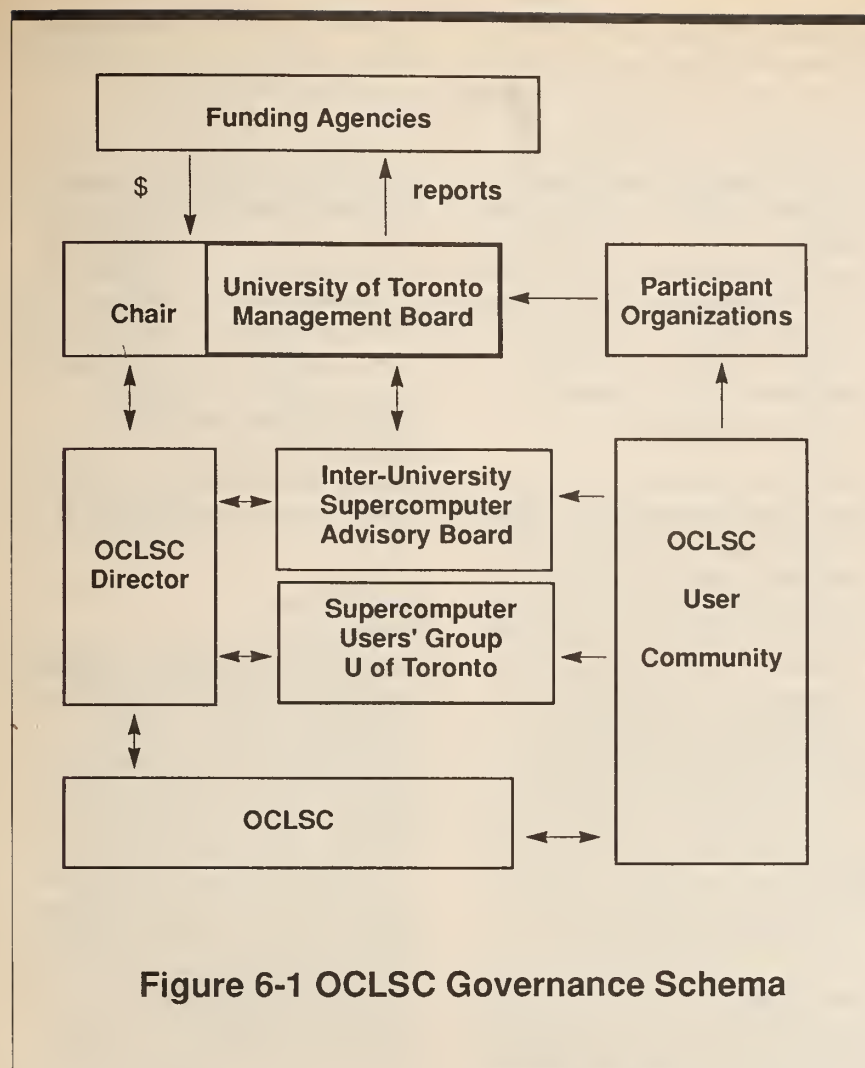 Funding Agencies
$
reports
Chair
University of Toronto
Management Board
Participant
Organizations
OCLSC
Director
Inter-University
Supercomputer
Advisory Board
Supercomputer
Users' Group
U of Toronto
OCLSC
User
Community
OCLSC
Figure 6-1 OCLSC Governance Schema